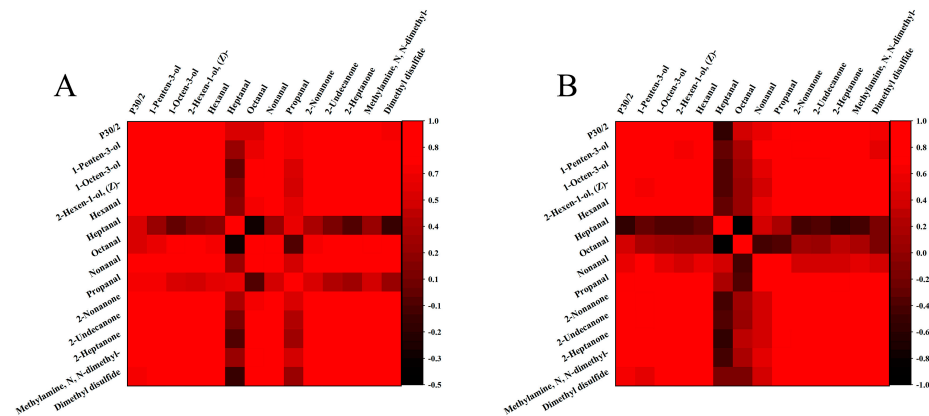 A
P30/2
1-Penten-3-ol
1-Octen-3-ol
2-Hexen-1-ol, (Z)-
Hexanal
Heptanal
Octanal
Nonanal
Propanal
2-Nonanone
2-Undecanone
2-Heptanone
Methylamine, N, N-dimethyl-
Dimethyl disulfide
P30/2
1-Penten-3-ol
1-Octen-3-ol
2-Hexen-1-ol, (Z)-
Hexanal
Heptanal
Octanal
Nonanal
Propanal
2-Nonanone
2-Undecanone
2-Heptanone
Methylamine, N, N-dimethyl-
Dimethyl disulfide
1.0
0.8
0.7
0.5
0.4
0.2
0.1
-0.1
-0.2
-0.3
-0.5
B
P30/2
1-Penten-3-ol
1-Octen-3-ol
2-Hexen-1-ol, (Z)-
Hexanal
Heptanal
Octanal
Nonanal
Propanal
2-Nonanone
2-Undecanone
2-Heptanone
Methylamine, N, N-dimethyl-
Dimethyl disulfide
P30/2
1-Penten-3-ol
1-Octen-3-ol
2-Hexen-1-ol, (Z)-
Hexanal
Heptanal
Octanal
Nonanal
Propanal
2-Nonanone
2-Undecanone
2-Heptanone
Methylamine, N, N-dimethyl-
Dimethyl disulfide
1.0
0.8
0.6
0.4
0.2
0.0
-0.2
-0.4
-0.6
-0.8
-1.0